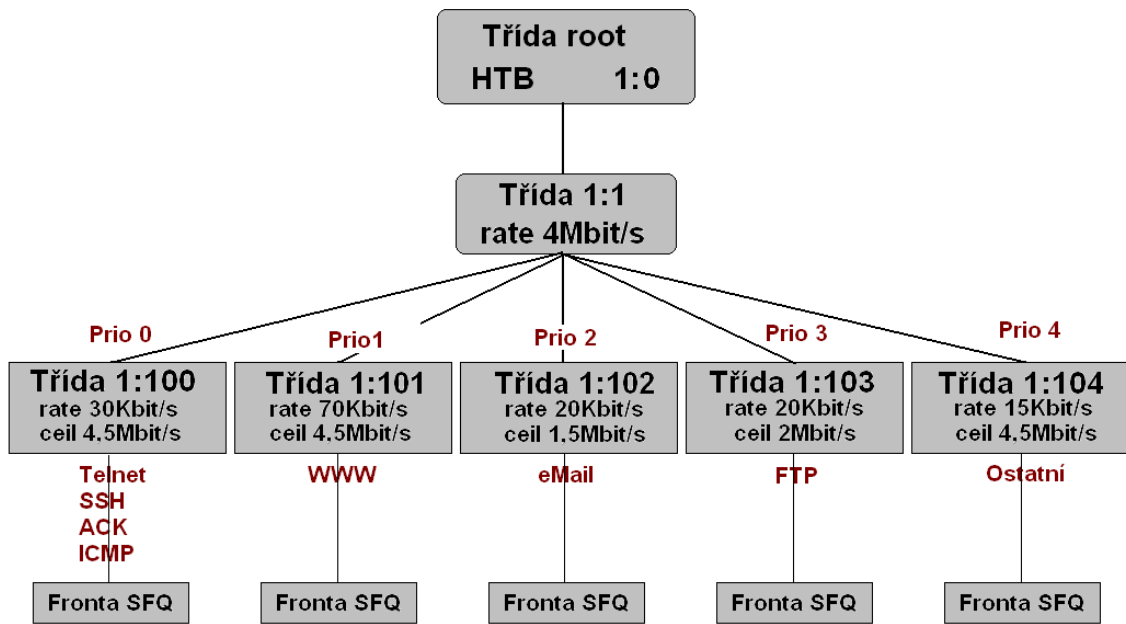 Třída root
HTB 1:0
Třída 1:1
rate 4Mbit/s
Prio 0
Prio1
Prio 2
Prio 3
Prio 4
Třída 1:100
rate 30Kbit/s
ceil 4.5Mbit/s
Třída 1:101
rate 70Kbit/s
ceil 4.5Mbit/s
Třída 1:102
rate 20Kbit/s
ceil 1.5Mbit/s
Třída 1:103
rate 20Kbit/s
ceil 2Mbit/s
Třída 1:104
rate 15Kbit/s
ceil 4.5Mbit/s
Telnet
SSH
ACK
ICMP
WWW
eMail
FTP
Ostatní
Fronta SFQ
Fronta SFQ
Fronta SFQ
Fronta SFQ
Fronta SFQ